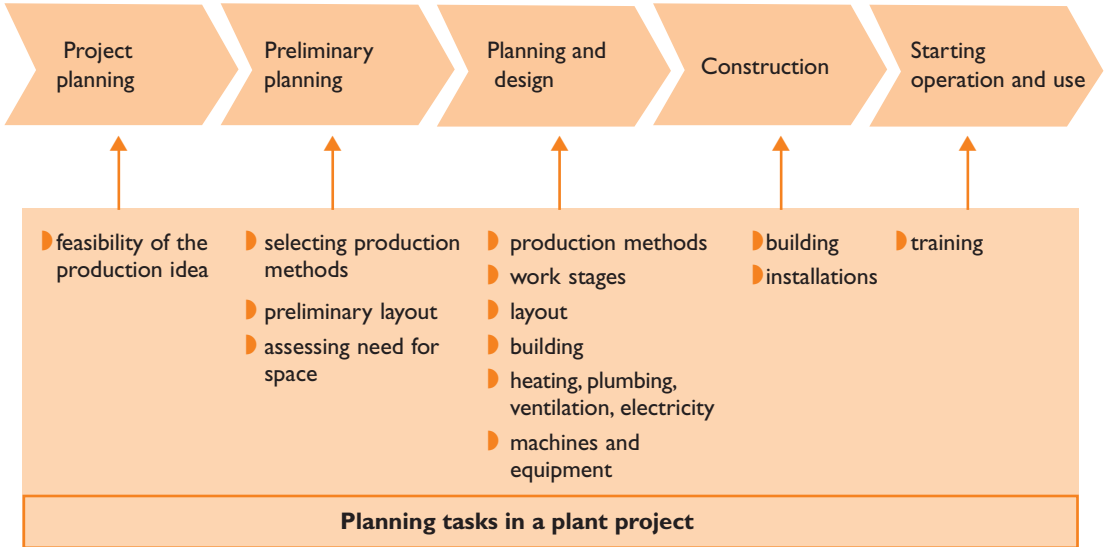 Project
planning
Preliminary
planning
Planning and
design
Construction
Starting
operation and use
feasibility of the
production idea
selecting production
methods
preliminary layout
assessing need for
space
production methods
work stages
layout
building
heating, plumbing,
ventilation, electricity
machines and
equipment
building
installations
training
Planning tasks in a plant project